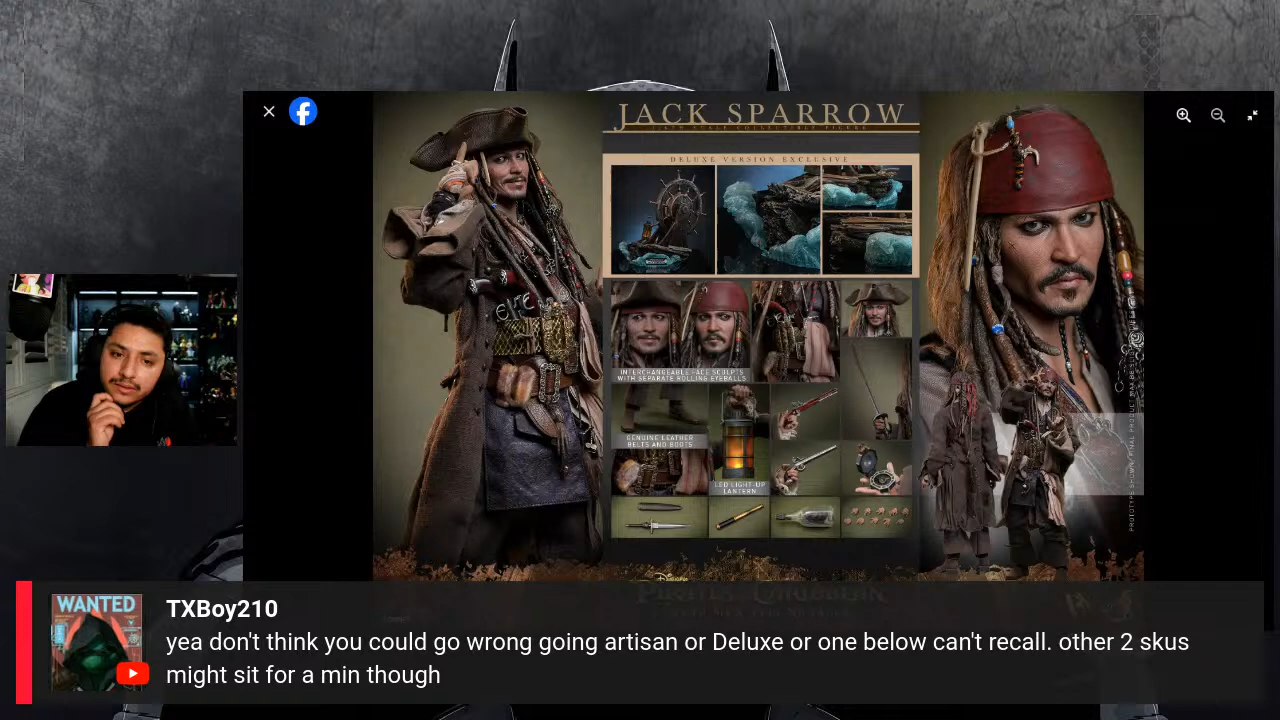 JACK SPARROW
DELUXE VERSION EXCLUSIVE
INTERCHANGEABLE FACE SCULPTS
WITH SEPARATE ROLLING EYEBALLS
GENUINE LEATHER
BELTS AND BOOTS
LED LIGHT-UP
LANTERN
WANTED
TXBoy210
yea don't think you could go wrong going artisan or Deluxe or one below can't recall. other 2 skus
might sit for a min though